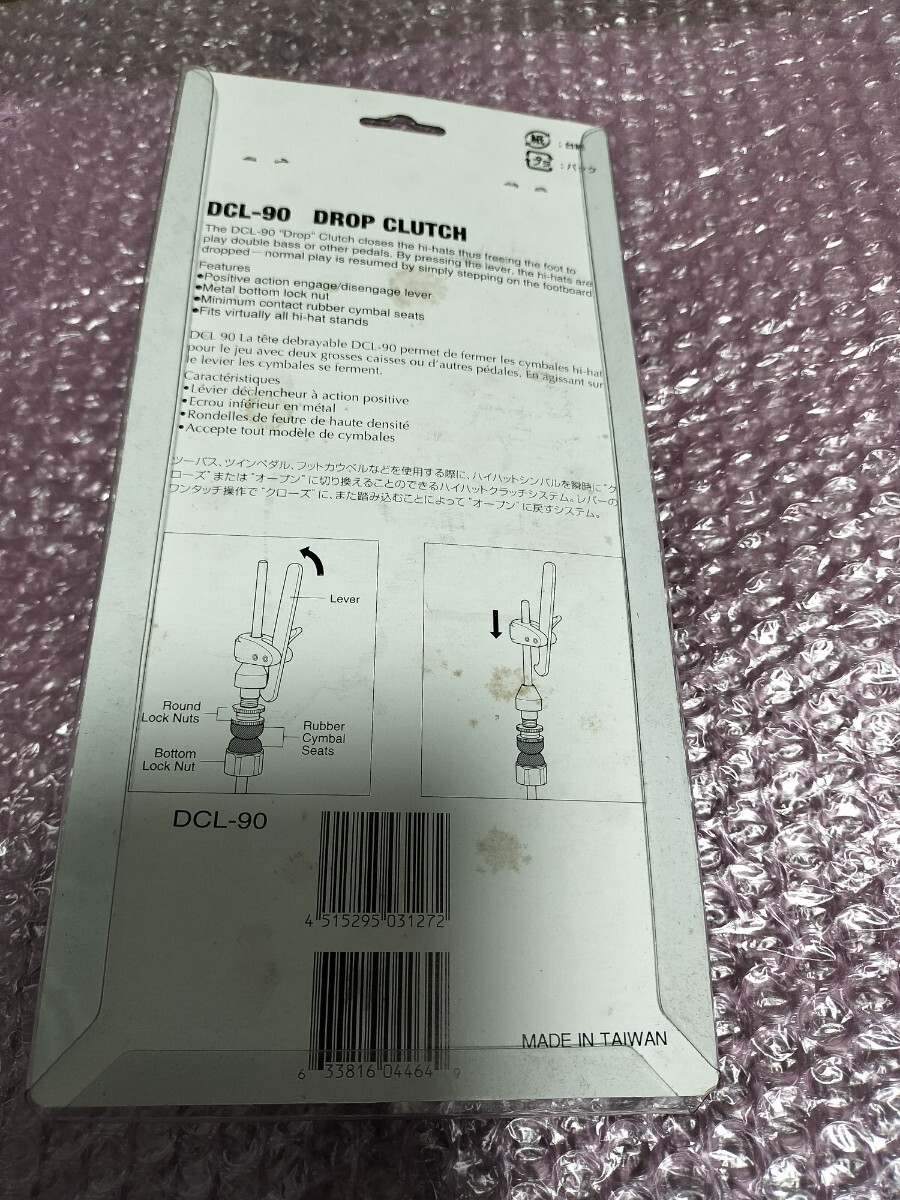 紙
: 台紙
プラ
: パック
DCL-90 DROP CLUTCH
The DCL-90 "Drop" Clutch closes the hi-hats thus freeing the foot to
play double bass or other pedals. By pressing the lever, the hi-hats are
dropped — normal play is resumed by simply stepping on the footboard
Features
•Positive action engage/disengage lever
•Metal bottom lock nut
•Minimum contact rubber cymbal seats
•Fits virtually all hi-hat stands
DCL 90 La tête debrayable DCL-90 permet de fermer les cymbales hi-hat
pour le jeu avec deux grosses caisses ou d'autres pédales. En agissant sur
le levier les cymbales se ferment.
Caractéristiques
•Lévier déclencheur à action positive
•Ecrou inférieur en métal
•Rondelles de feutre de haute densité
•Accepte tout modèle de cymbales
ツーバス、ツインペダル、フットカウベルなどを使用する際に、ハイハットシンバルを瞬時に"ク
ローズ"または"オープン"に切り換えることのできるハイハットクラッチシステム。レバーの
ワンタッチ操作で"クローズ"に、また踏み込むことによって"オープン"に戻すシステム。
Lever
Round
Lock Nuts
Rubber
Cymbal
Seats
Bottom
Lock Nut
DCL-90
4 515295 031272
MADE IN TAIWAN
6 33816 04464 9